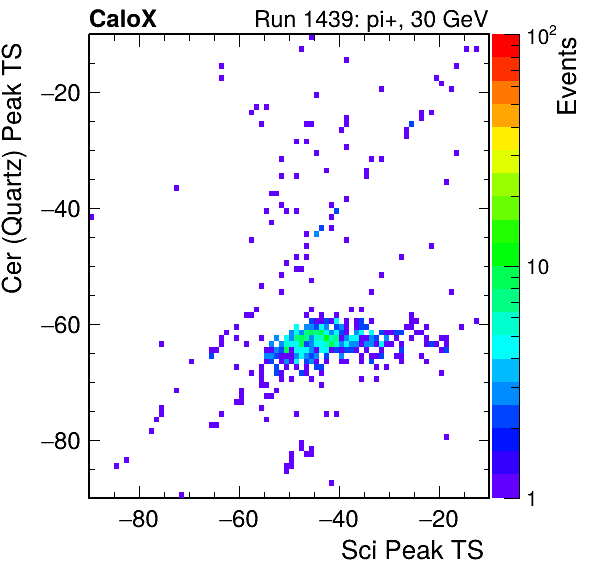 CaloX Run 1439: pi+, 30 GeV
Cer (Quartz) Peak TS
−20
−40
−60
−80
−80 −60 −40 −20
Sci Peak TS
Events
10²
10
1